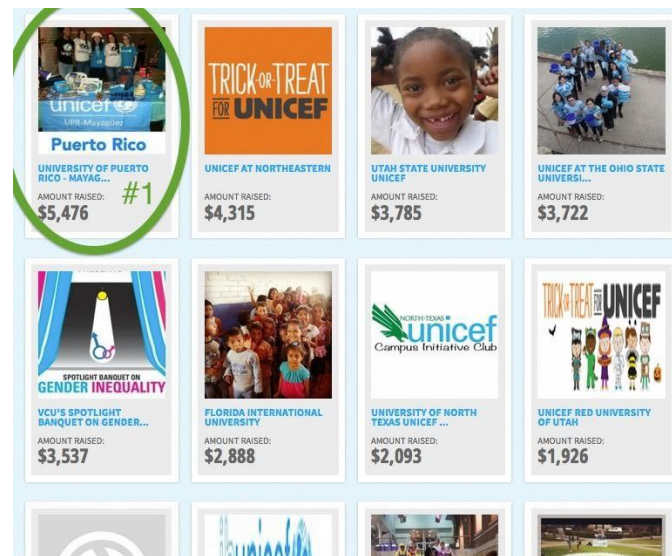 unicef
UPR-Mayagüez
Puerto Rico
UNIVERSITY OF PUERTO
RICO - MAYAG...
AMOUNT RAISED:
$5,476
#1
TRICK-OR-TREAT
FOR UNICEF
UNICEF AT NORTHEASTERN
AMOUNT RAISED:
$4,315
UTAH STATE UNIVERSITY
UNICEF
AMOUNT RAISED:
$3,785
UNICEF AT THE OHIO STATE
UNIVERSI...
AMOUNT RAISED:
$3,722
SPOTLIGHT BANQUET ON
GENDER INEQUALITY
VCU'S SPOTLIGHT
BANQUET ON GENDER...
AMOUNT RAISED:
$3,537
FLORIDA INTERNATIONAL
UNIVERSITY
AMOUNT RAISED:
$2,888
NORTH-TEXAS
unicef
Campus Initiative Club
UNIVERSITY OF NORTH
TEXAS UNICEF ...
AMOUNT RAISED:
$2,093
TRICK-OR-TREAT FOR UNICEF
UNICEF RED UNIVERSITY
OF UTAH
AMOUNT RAISED:
$1,926
unicef